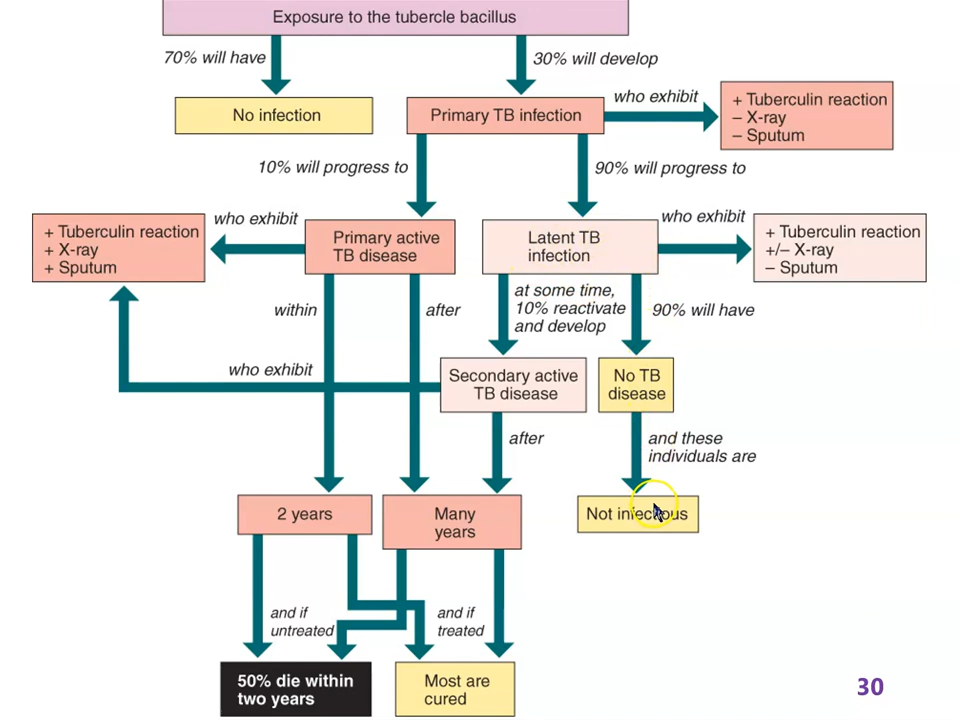 Exposure to the tubercle bacillus
70% will have
30% will develop
No infection
Primary TB infection
who exhibit
+ Tuberculin reaction
– X-ray
– Sputum
10% will progress to
90% will progress to
+ Tuberculin reaction
+ X-ray
+ Sputum
who exhibit
Primary active
TB disease
Latent TB
infection
who exhibit
+ Tuberculin reaction
+/– X-ray
– Sputum
within
after
at some time,
10% reactivate
and develop
90% will have
who exhibit
Secondary active
TB disease
No TB
disease
after
and these
individuals are
2 years
Many
years
Not infectious
and if
untreated
and if
treated
50% die within
two years
Most are
cured
30